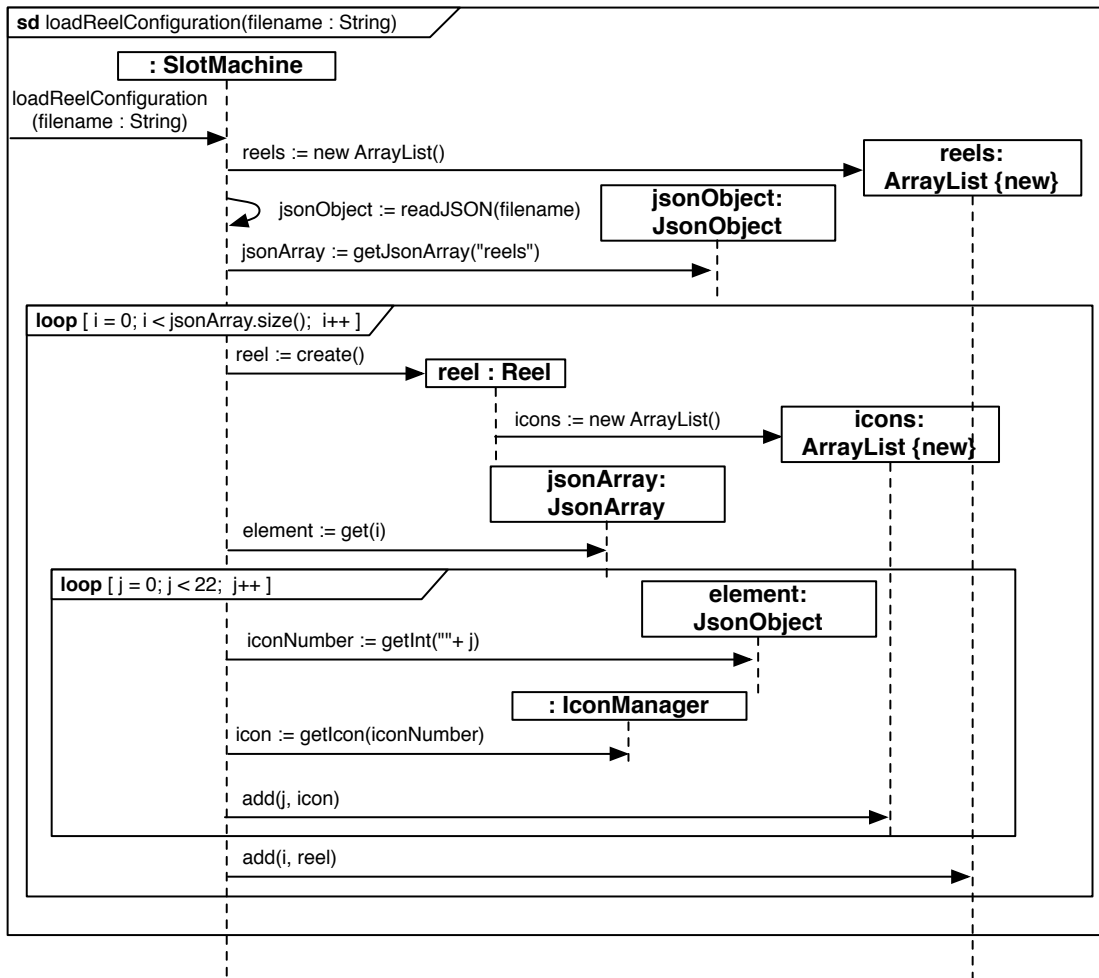 sd loadReelConfiguration(filename : String)
: SlotMachine
loadReelConfiguration
(filename : String)
reels := new ArrayList()
reels:
ArrayList {new}
jsonObject := readJSON(filename)
jsonObject:
JsonObject
jsonArray := getJsonArray("reels")
loop [ i = 0; i < jsonArray.size();  i++ ]
reel := create()
reel : Reel
icons := new ArrayList()
icons:
ArrayList {new}
jsonArray:
JsonArray
element := get(i)
loop [ j = 0; j < 22;  j++ ]
element:
JsonObject
iconNumber := getInt(""+ j)
: IconManager
icon := getIcon(iconNumber)
add(j, icon)
add(i, reel)